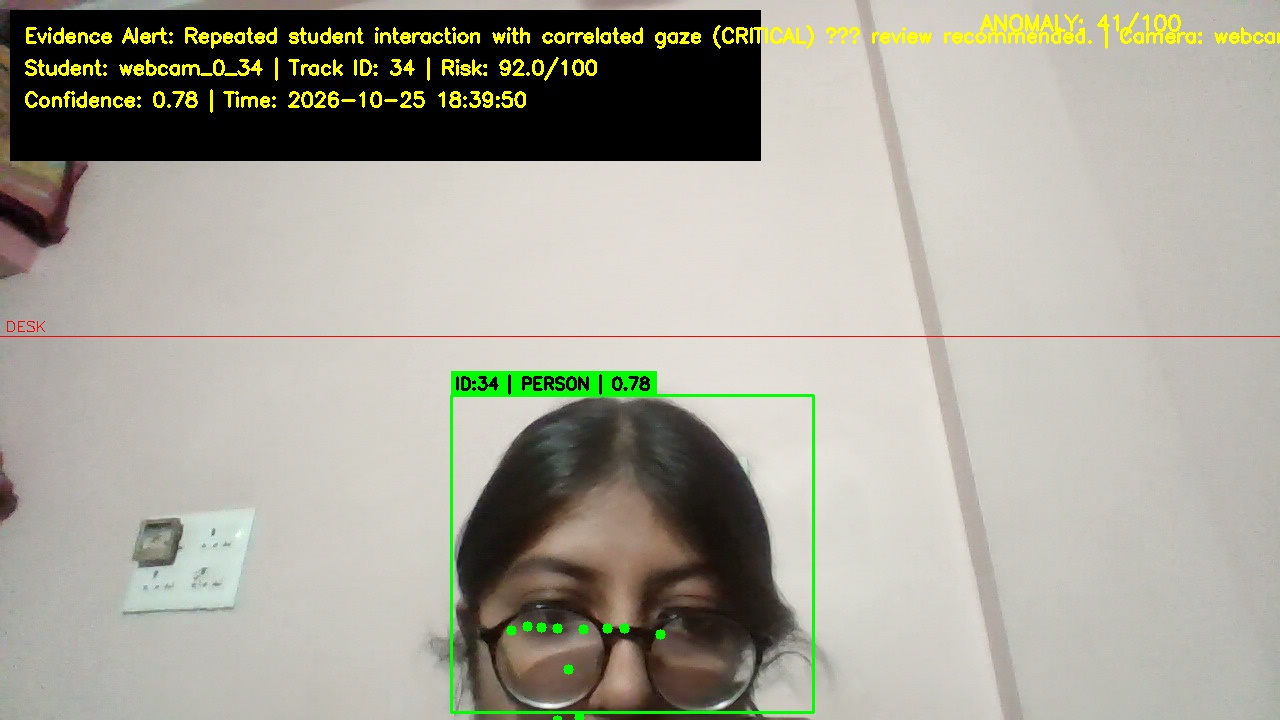 ANOMALY: 41/100
Evidence Alert: Repeated student interaction with correlated gaze (CRITICAL) ??? review recommended. | Camera: webcam
Student: webcam_0_34 | Track ID: 34 | Risk: 92.0/100
Confidence: 0.78 | Time: 2026-10-25 18:39:50
DESK
ID:34 | PERSON | 0.78